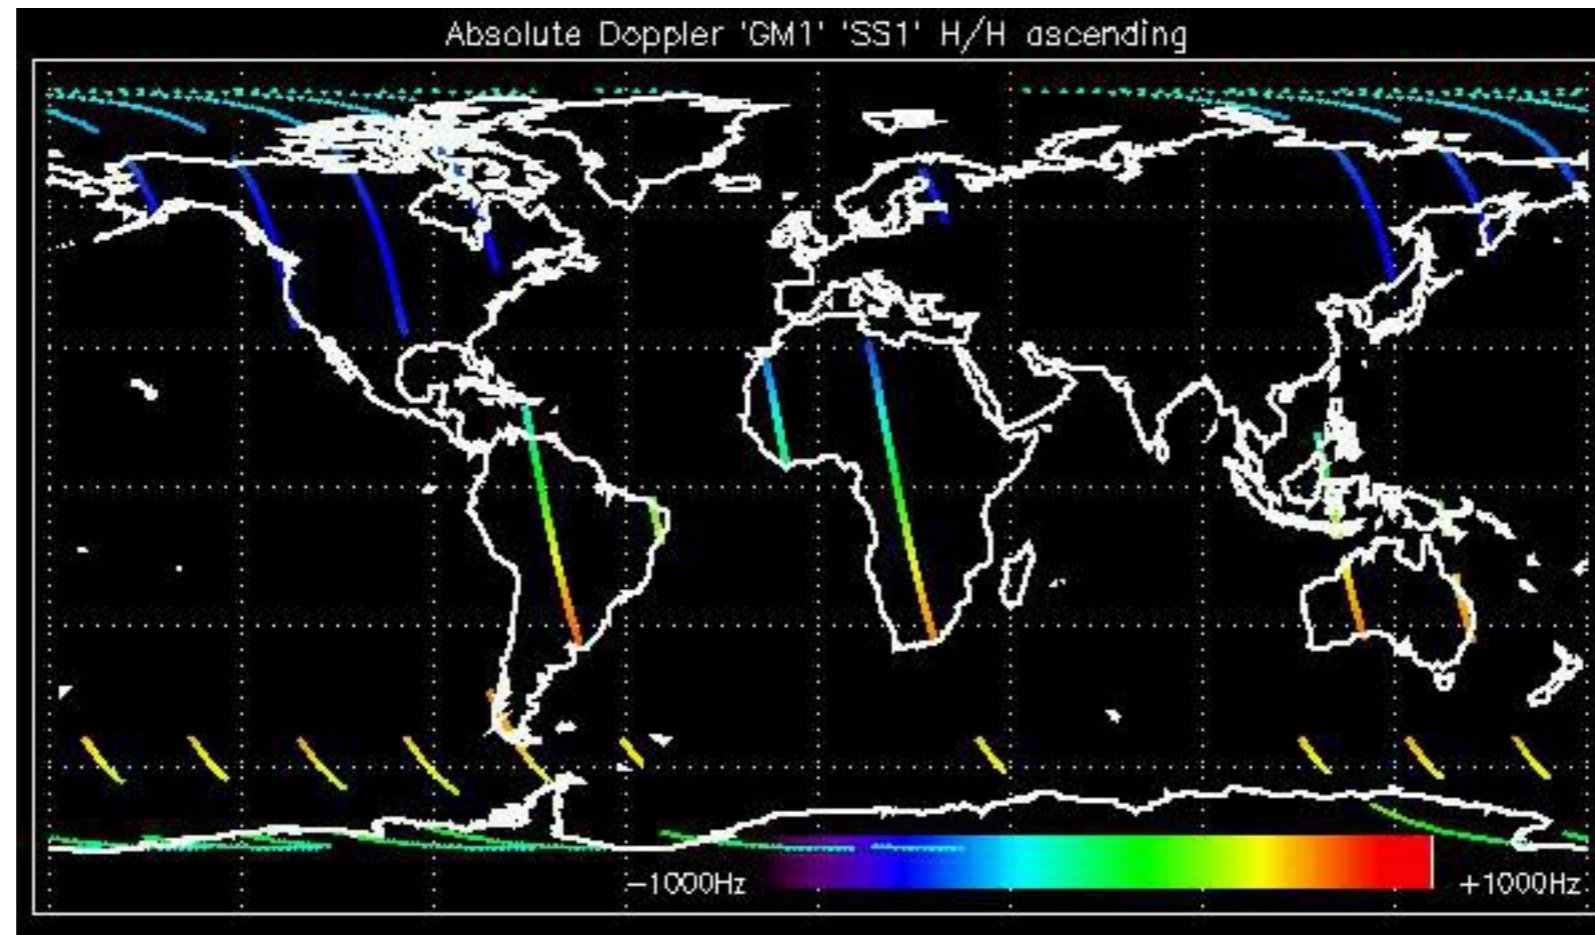 Absolute Doppler 'GM1' 'SS1' H/H ascending
−1000Hz
+1000Hz